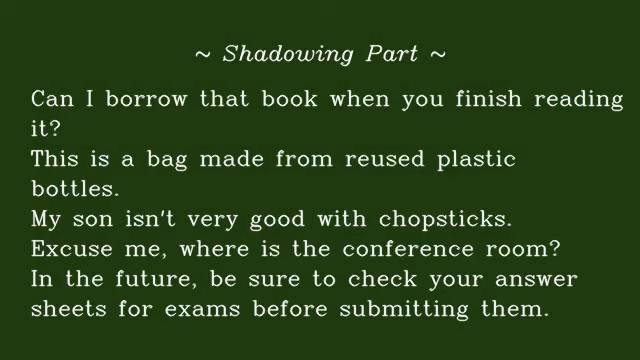 ~ Shadowing Part ~
Can I borrow that book when you finish reading
it?
This is a bag made from reused plastic
bottles.
My son isn't very good with chopsticks.
Excuse me, where is the conference room?
In the future, be sure to check your answer
sheets for exams before submitting them.